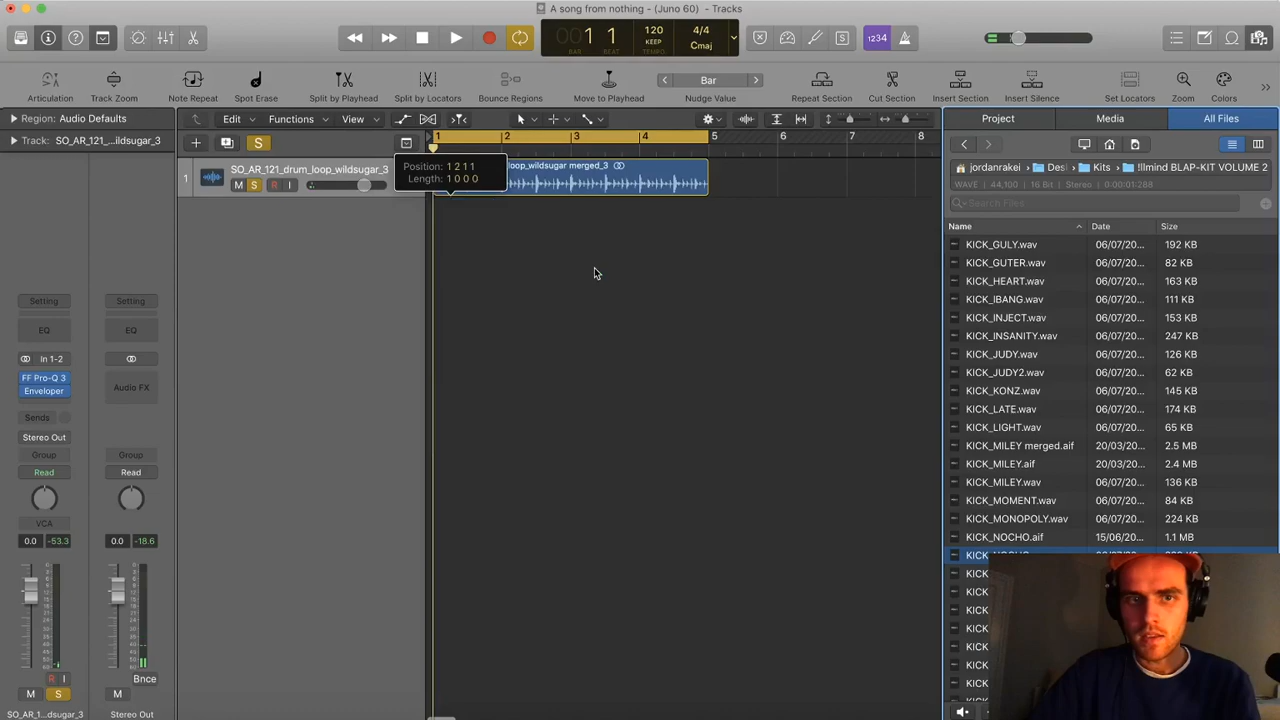 A song from nothing - (Juno 60) - Tracks
001 1
BAR BEAT
120
KEEP
TEMPO
4/4
Cmaj
1234
Articulation
Track Zoom
Note Repeat
Spot Erase
Split by Playhead
Split by Locators
Bounce Regions
Move to Playhead
Bar
Nudge Value
Repeat Section
Cut Section
Insert Section
Insert Silence
Set Locators
Zoom
Colors
Region: Audio Defaults
Edit
Functions
View
Project
Media
All Files
Track: SO_AR_121_...ildsugar_3
S
1 2 3 4 5 6 7 8
jordanrakei
Des
Kits
!llmind BLAP-KIT VOLUME 2
WAVE / 44,100 / 16 Bit / Stereo / 0:00:01:288
Search Files
1
SO_AR_121_drum_loop_wildsugar_3
M S R I
Position: 1 2 1 1
Length: 1 0 0 0
loop_wildsugar merged_3
Name Date Size
KICK_GULY.wav 06/07/20... 192 KB
KICK_GUTER.wav 06/07/20... 82 KB
KICK_HEART.wav 06/07/20... 163 KB
KICK_IBANG.wav 06/07/20... 111 KB
KICK_INJECT.wav 06/07/20... 153 KB
KICK_INSANITY.wav 06/07/20... 247 KB
KICK_JUDY.wav 06/07/20... 126 KB
KICK_JUDY2.wav 06/07/20... 62 KB
KICK_KONZ.wav 06/07/20... 145 KB
KICK_LATE.wav 06/07/20... 174 KB
KICK_LIGHT.wav 06/07/20... 65 KB
KICK_MILEY merged.aif 20/03/20... 2.5 MB
KICK_MILEY.aif 20/03/20... 2.4 MB
KICK_MILEY.wav 06/07/20... 136 KB
KICK_MOMENT.wav 06/07/20... 84 KB
KICK_MONOPOLY.wav 06/07/20... 224 KB
KICK_NOCHO.aif 15/06/20... 1.1 MB
KICK
KICK
KICK
KICK
KICK
KICK
KICK
KICK
Setting
Setting
EQ
EQ
In 1-2
FF Pro-Q 3
Enveloper
Audio FX
Sends
Stereo Out
Group
Group
Read
Read
VCA
0.0 -53.3
0.0 -18.6
R I
Bnce
M S
M
SO_AR_1...dsugar_3
Stereo Out